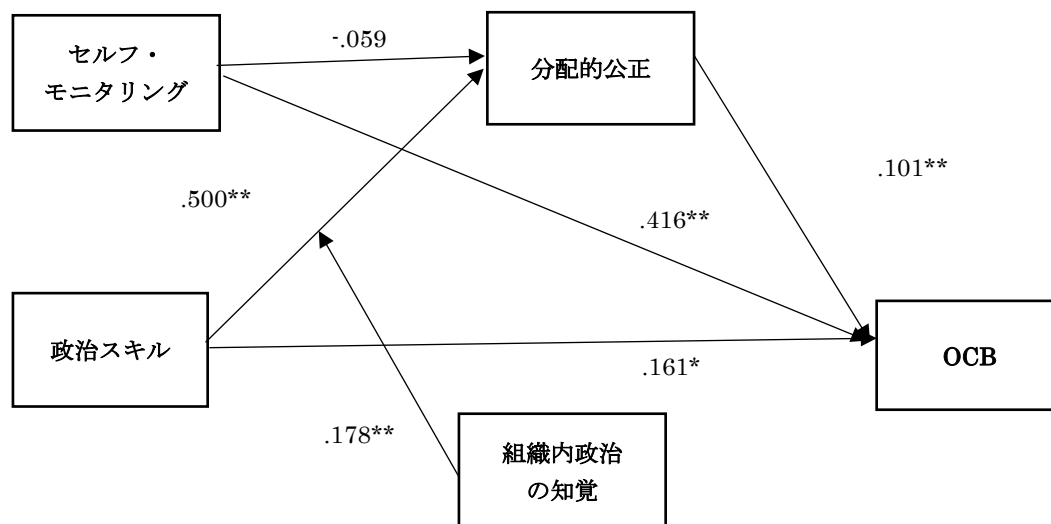 セルフ・
モニタリング
-.059
分配的公正
.500**
.416**
.101**
政治スキル
.161*
OCB
.178**
組織内政治
の知覚